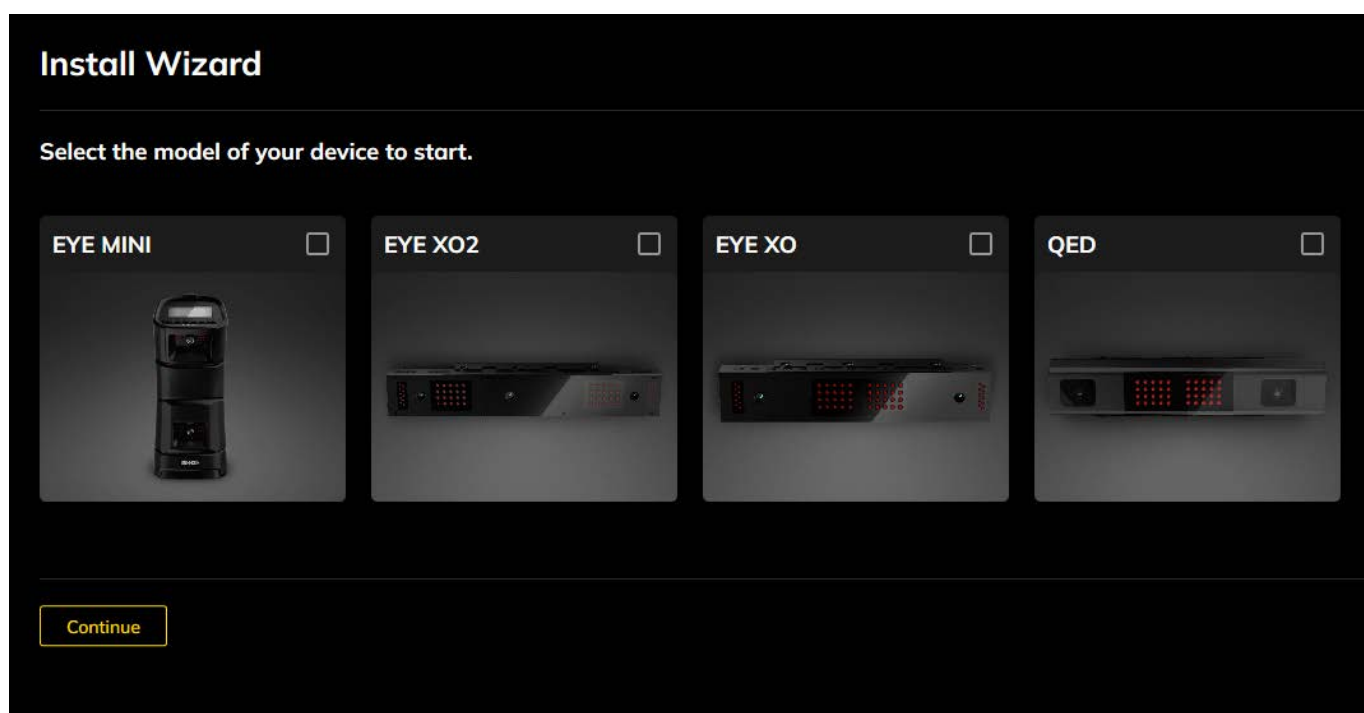 Install Wizard
Select the model of your device to start.
EYE MINI
EYE XO2
EYE XO
QED
Continue